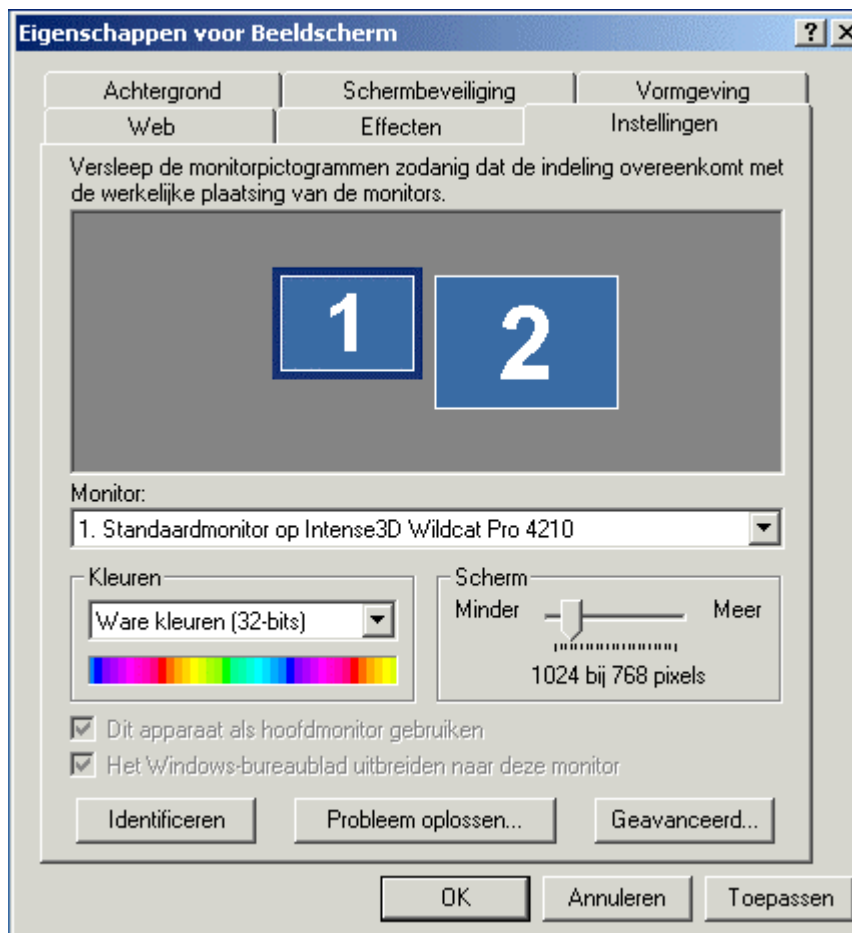 Eigenschappen voor Beeldscherm
Achtergrond
Schermbeveiliging
Vormgeving
Web
Effecten
Instellingen
Versleep de monitorpictogrammen zodanig dat de indeling overeenkomt met
de werkelijke plaatsing van de monitors.
1
2
Monitor:
1. Standaardmonitor op Intense3D Wildcat Pro 4210
Kleuren
Ware kleuren (32-bits)
Scherm
Minder
Meer
1024 bij 768 pixels
Dit apparaat als hoofdmonitor gebruiken
Het Windows-bureaublad uitbreiden naar deze monitor
Identificeren
Probleem oplossen...
Geavanceerd...
OK
Annuleren
Toepassen